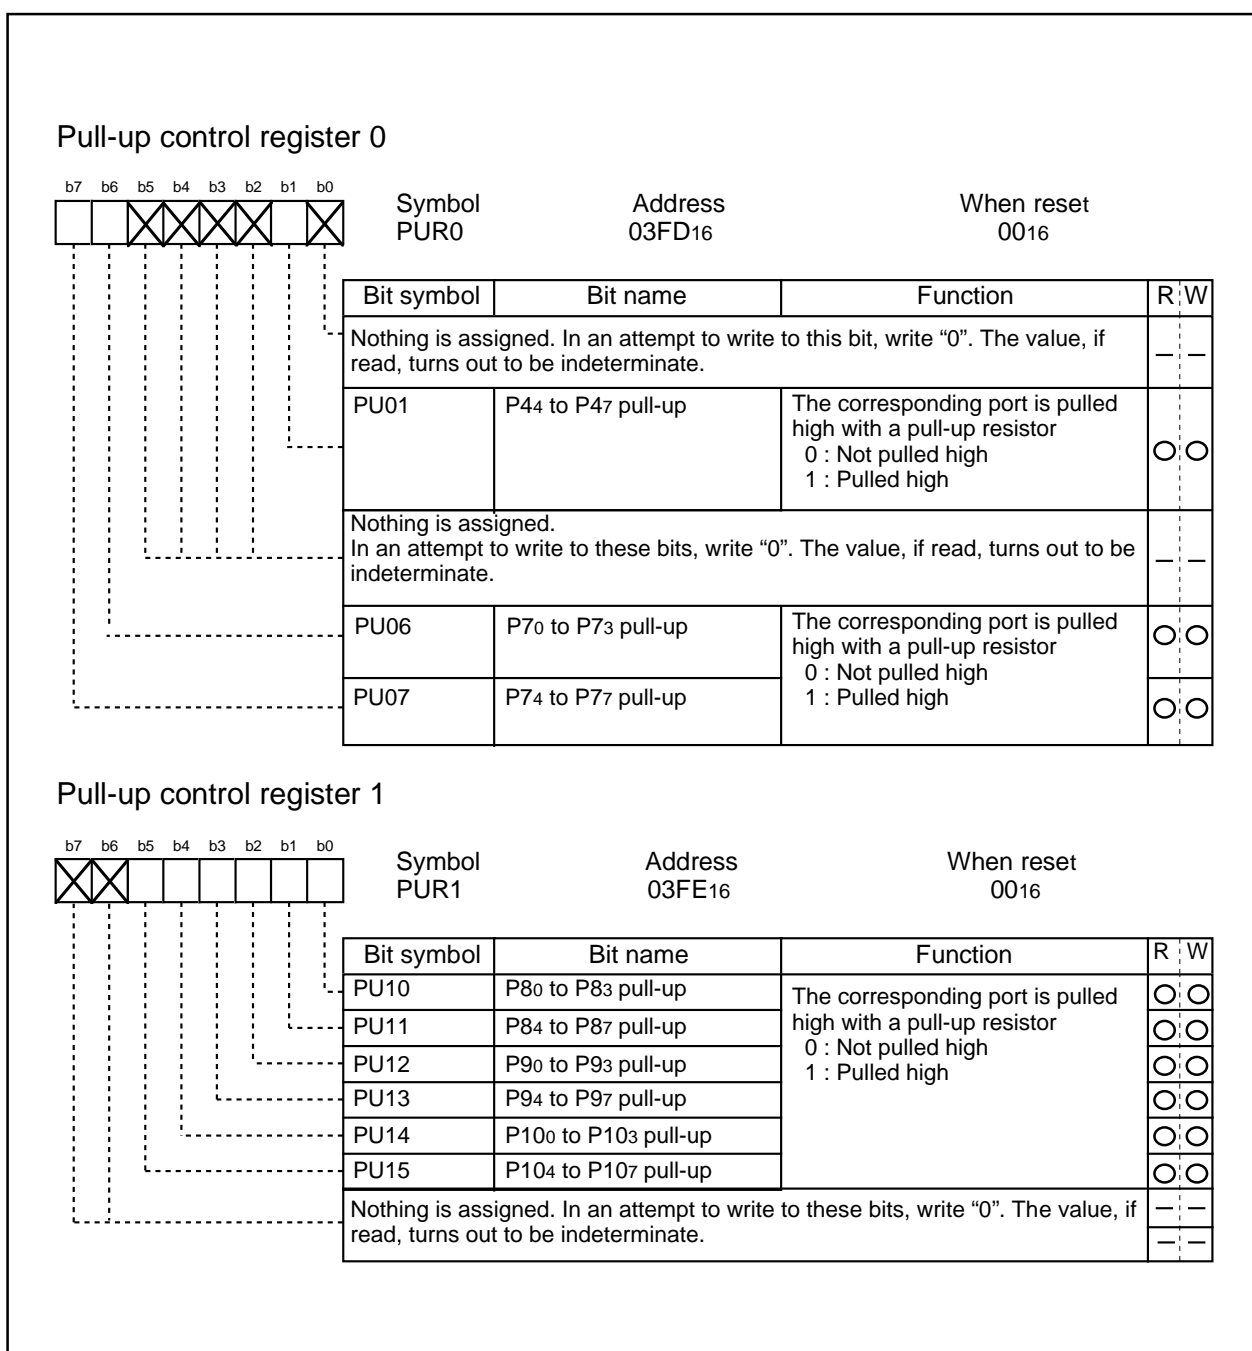 Pull-up control register 0
b7 b6 b5 b4 b3 b2 b1 b0
Symbol Address When reset
PUR0 03FD16 0016
Bit symbol Bit name Function R W
Nothing is assigned. In an attempt to write to this bit, write “0”. The value, if
read, turns out to be indeterminate.
— —
PU01 P44 to P47 pull-up The corresponding port is pulled
high with a pull-up resistor
0 : Not pulled high
1 : Pulled high
Nothing is assigned.
In an attempt to write to these bits, write “0”. The value, if read, turns out to be
indeterminate.
— —
PU06 P70 to P73 pull-up The corresponding port is pulled
high with a pull-up resistor
0 : Not pulled high
PU07 P74 to P77 pull-up 1 : Pulled high
Pull-up control register 1
b7 b6 b5 b4 b3 b2 b1 b0
Symbol Address When reset
PUR1 03FE16 0016
Bit symbol Bit name Function R W
PU10 P80 to P83 pull-up The corresponding port is pulled
PU11 P84 to P87 pull-up high with a pull-up resistor
0 : Not pulled high
PU12 P90 to P93 pull-up 1 : Pulled high
PU13 P94 to P97 pull-up
PU14 P100 to P103 pull-up
PU15 P104 to P107 pull-up
Nothing is assigned. In an attempt to write to these bits, write “0”. The value, if — —
read, turns out to be indeterminate. — —